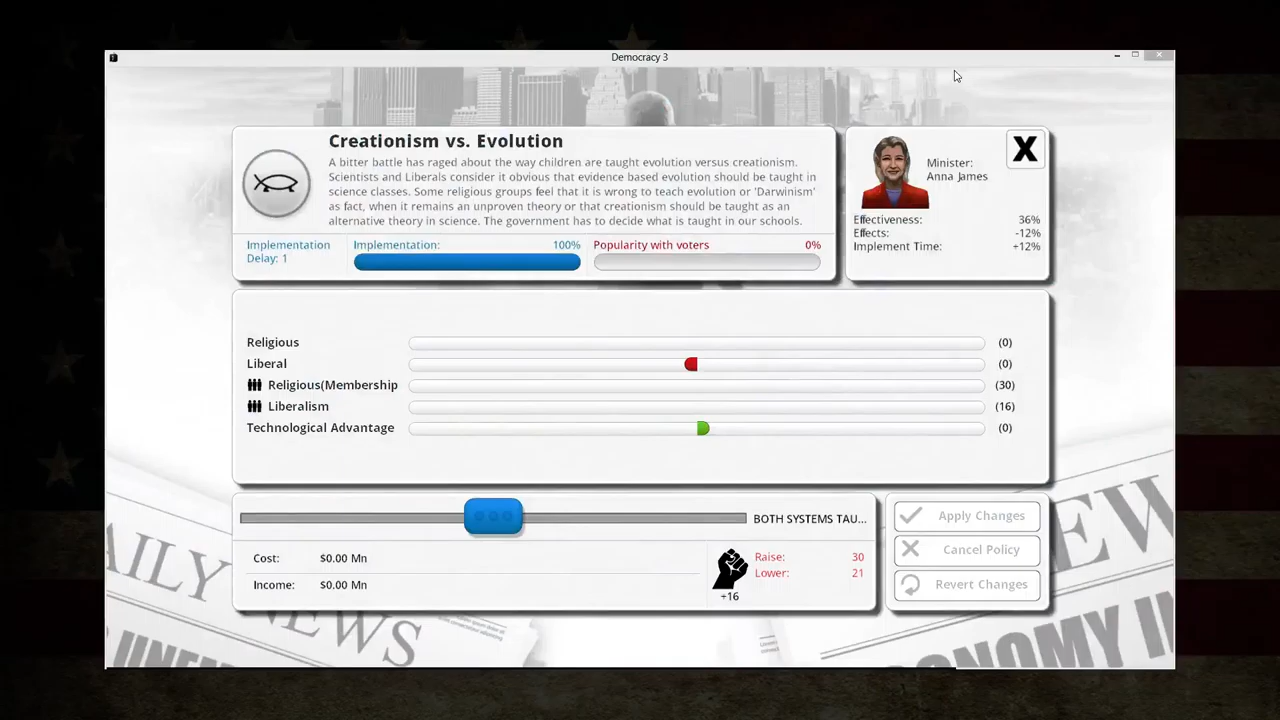 Democracy 3
Creationism vs. Evolution
A bitter battle has raged about the way children are taught evolution versus creationism.
Scientists and Liberals consider it obvious that evidence based evolution should be taught in
science classes. Some religious groups feel that it is wrong to teach evolution or 'Darwinism'
as fact, when it remains an unproven theory or that creationism should be taught as an
alternative theory in science. The government has to decide what is taught in our schools.
Implementation
Delay: 1
Implementation: 100%
Popularity with voters 0%
Minister:
Anna James
X
Effectiveness: 36%
Effects: -12%
Implement Time: +12%
Religious (0)
Liberal (0)
Religious(Membership (30)
Liberalism (16)
Technological Advantage (0)
BOTH SYSTEMS TAU...
Cost: $0.00 Mn
Income: $0.00 Mn
+16
Raise: 30
Lower: 21
Apply Changes
Cancel Policy
Revert Changes
AILY
NEWS
UNE
NEW
ONOMY I